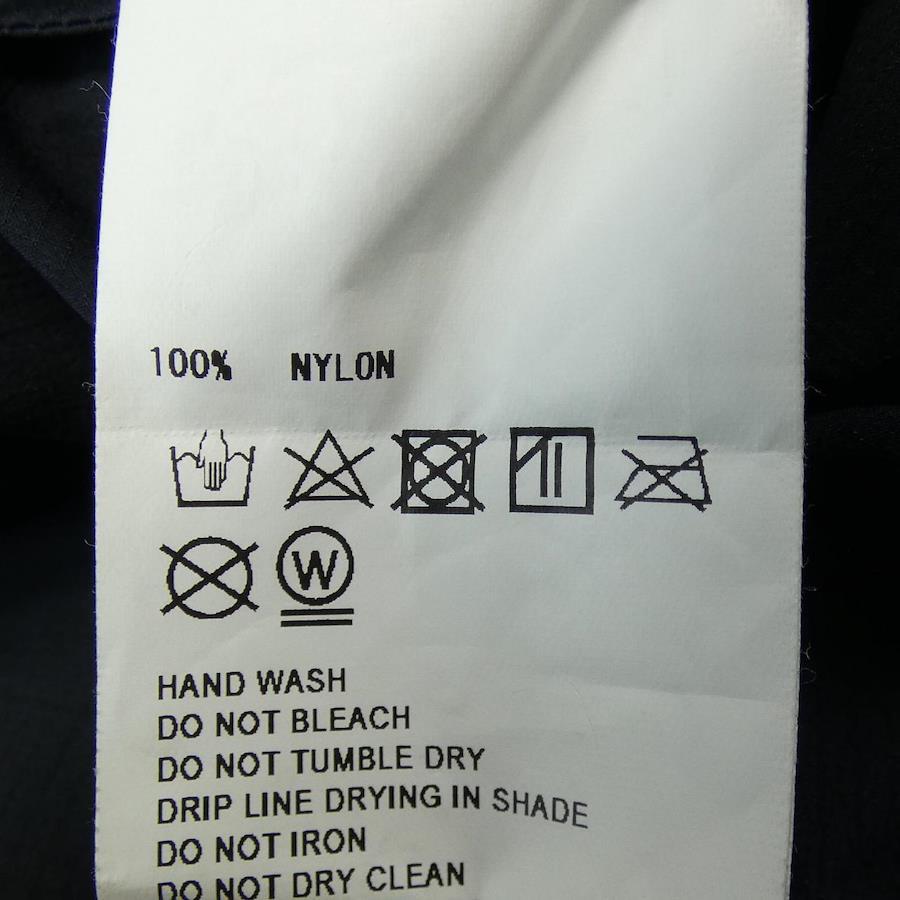 100% NYLON
W
HAND WASH
DO NOT BLEACH
DO NOT TUMBLE DRY
DRIP LINE DRYING IN SHADE
DO NOT IRON
DO NOT DRY CLEAN